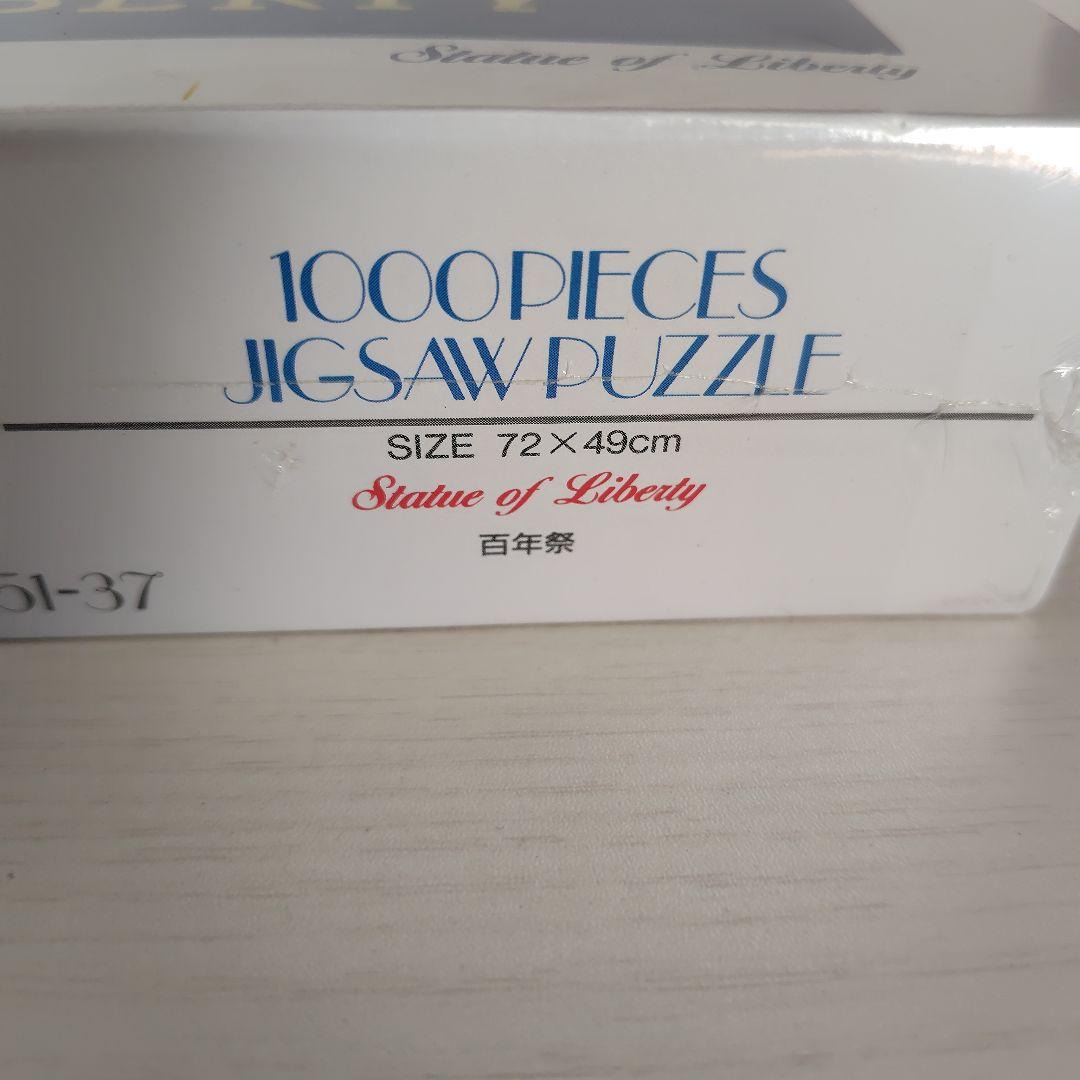 Statue of Liberty
1000 PIECES
JIGSAW PUZZLE
SIZE 72×49cm
Statue of Liberty
百年祭
51-37